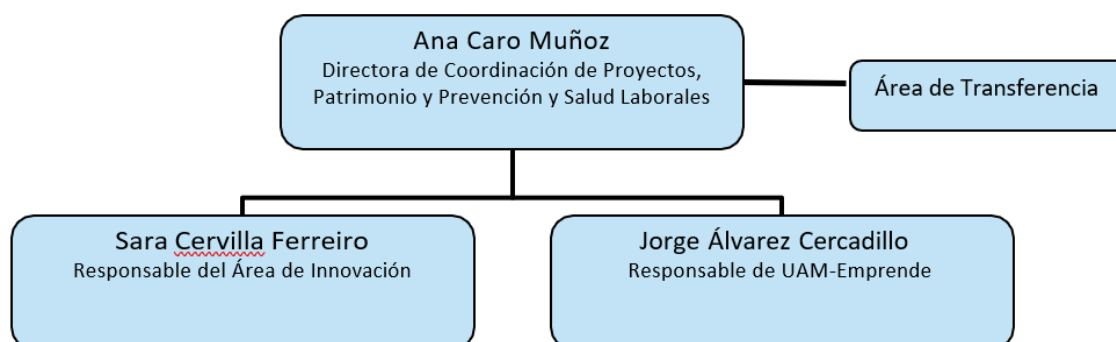 Ana Caro Muñoz
Directora de Coordinación de Proyectos,
Patrimonio y Prevención y Salud Laborales
Área de Transferencia
Sara Cervilla Ferreiro
Responsable del Área de Innovación
Jorge Álvarez Cercadillo
Responsable de UAM-Emprende